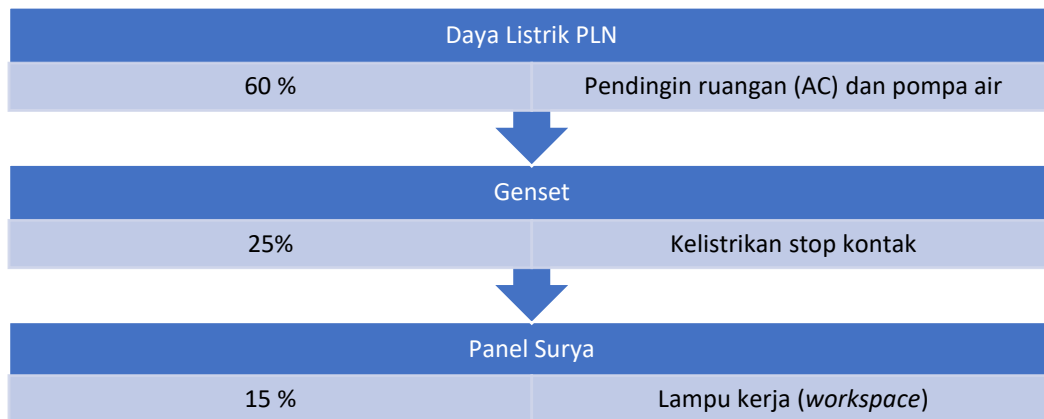 Daya Listrik PLN
60 %
Pendingin ruangan (AC) dan pompa air
Genset
25%
Kelistrikan stop kontak
Panel Surya
15 %
Lampu kerja (workspace)